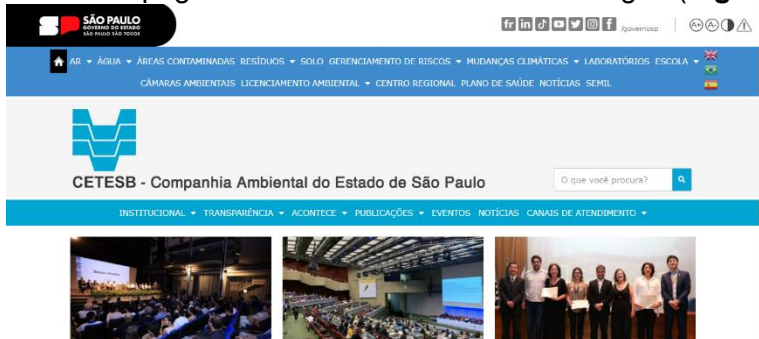 SÃO PAULO
GOVERNO DO ESTADO
SÃO PAULO SÃO TODOS
/governosp
A+ A-
AR ÁGUA ÁREAS CONTAMINADAS RESÍDUOS SOLO GERENCIAMENTO DE RISCOS MUDANÇAS CLIMÁTICAS LABORATÓRIOS ESCOLA
CÂMARAS AMBIENTAIS LICENCIAMENTO AMBIENTAL CENTRO REGIONAL PLANO DE SAÚDE NOTÍCIAS SEMIL
CETESB - Companhia Ambiental do Estado de São Paulo
O que você procura?
INSTITUCIONAL TRANSPARÊNCIA ACONTECE PUBLICAÇÕES EVENTOS NOTÍCIAS CANAIS DE ATENDIMENTO